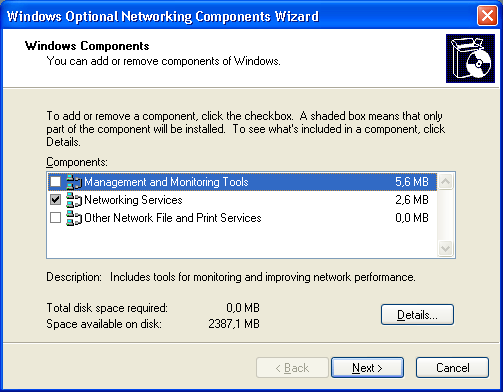 Windows Optional Networking Components Wizard
Windows Components
You can add or remove components of Windows.
To add or remove a component, click the checkbox. A shaded box means that only
part of the component will be installed. To see what's included in a component, click
Details.
Components:
Management and Monitoring Tools 5,6 MB
Networking Services 2,6 MB
Other Network File and Print Services 0,0 MB
Description: Includes tools for monitoring and improving network performance.
Total disk space required: 0,0 MB
Space available on disk: 2387,1 MB
Details...
< Back Next > Cancel